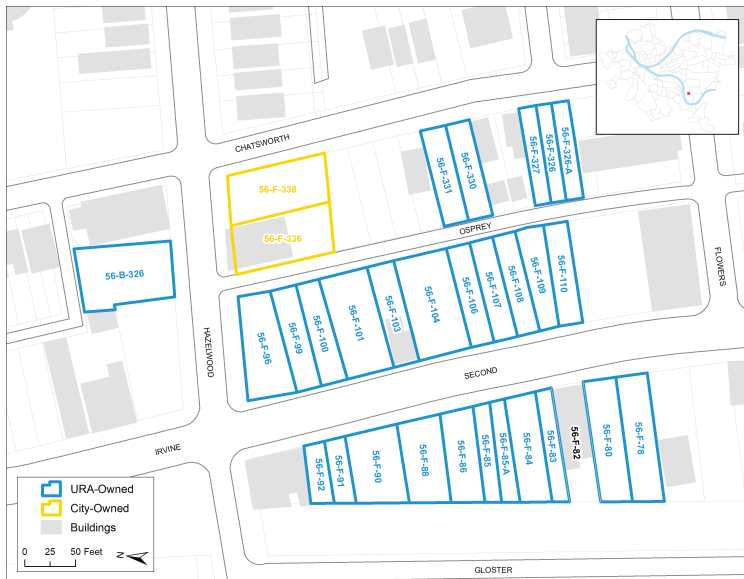 CHATSWORTH
56-F-338
56-F-336
56-F-331
56-F-330
56-F-327
56-F-326
56-F-326-A
OSPREY
FLOWERS
56-B-326
HAZELWOOD
56-F-96
56-F-99
56-F-100
56-F-101
56-F-103
56-F-104
56-F-106
56-F-107
56-F-108
56-F-109
56-F-110
SECOND
IRVINE
56-F-92
56-F-91
56-F-90
56-F-88
56-F-86
56-F-85
56-F-85-A
56-F-84
56-F-83
56-F-82
56-F-80
56-F-78
GLOSTER
URA-Owned
City-Owned
Buildings
0 25 50 Feet
N